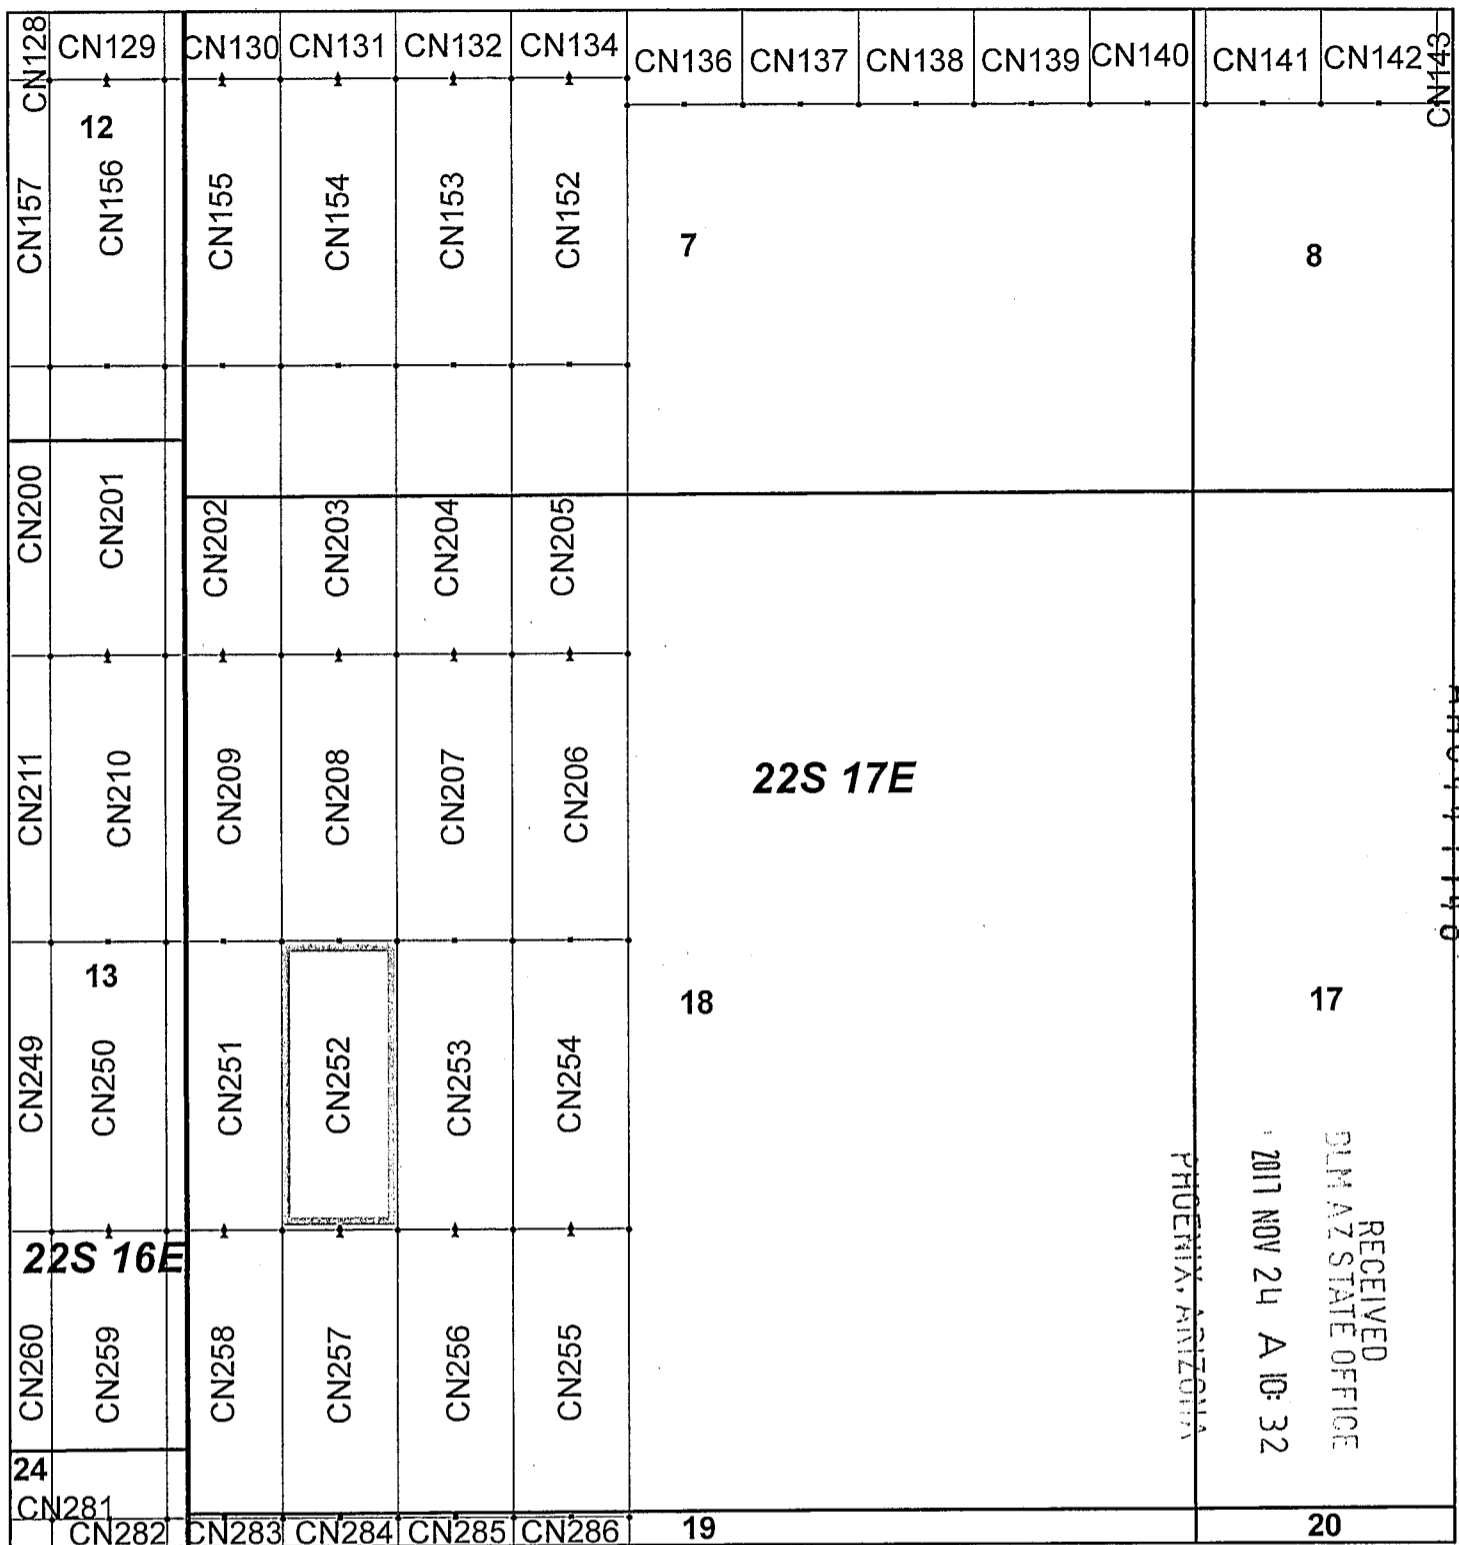 CN128 CN129 CN130 CN131 CN132 CN134 CN136 CN137 CN138 CN139 CN140 CN141 CN142 CN143
12
CN157 CN156 CN155 CN154 CN153 CN152
7 8
CN200 CN201 CN202 CN203 CN204 CN205
CN211 CN210 CN209 CN208 CN207 CN206
22S 17E
13 18 17
CN249 CN250 CN251 CN252 CN253 CN254
22S 16E
CN260 CN259 CN258 CN257 CN256 CN255
24
CN281
CN282 CN283 CN284 CN285 CN286 19 20
RECEIVED
BLM AZ STATE OFFICE
2017 NOV 24 A 10:32
PHOENIX, ARIZONA